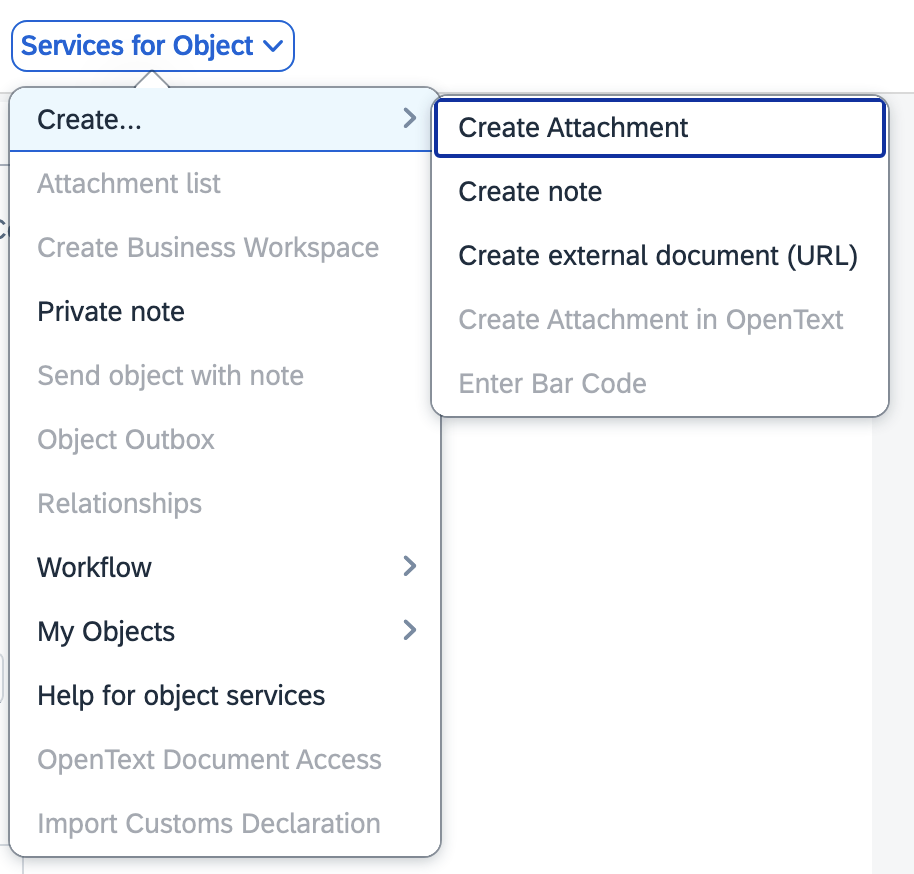 Services for Object
Create...
Attachment list
Create Business Workspace
Private note
Send object with note
Object Outbox
Relationships
Workflow
My Objects
Help for object services
OpenText Document Access
Import Customs Declaration
Create Attachment
Create note
Create external document (URL)
Create Attachment in OpenText
Enter Bar Code